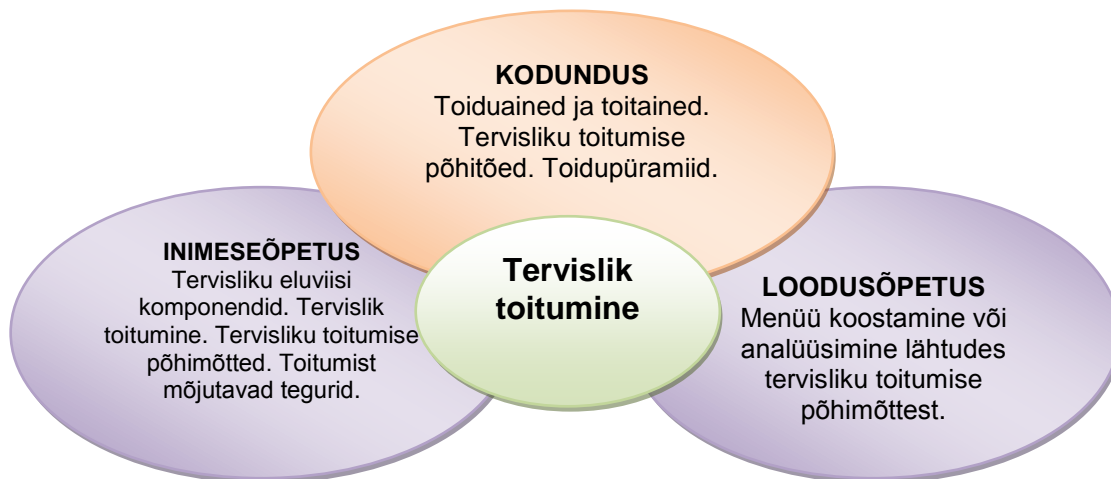 KODUNDUS
Toiduained ja toitained.
Tervisliku toitumise
põhitõed. Toidupüramiid.
INIMESEÕPETUS
Tervisliku eluviisi
komponendid. Tervislik
toitumine. Tervisliku toitumise
põhimõtted. Toitumist
mõjutavad tegurid.
Tervislik
toitumine
LOODUSÕPETUS
Menüü koostamine või
analüüsimine lähtudes
tervisliku toitumise
põhimõttest.